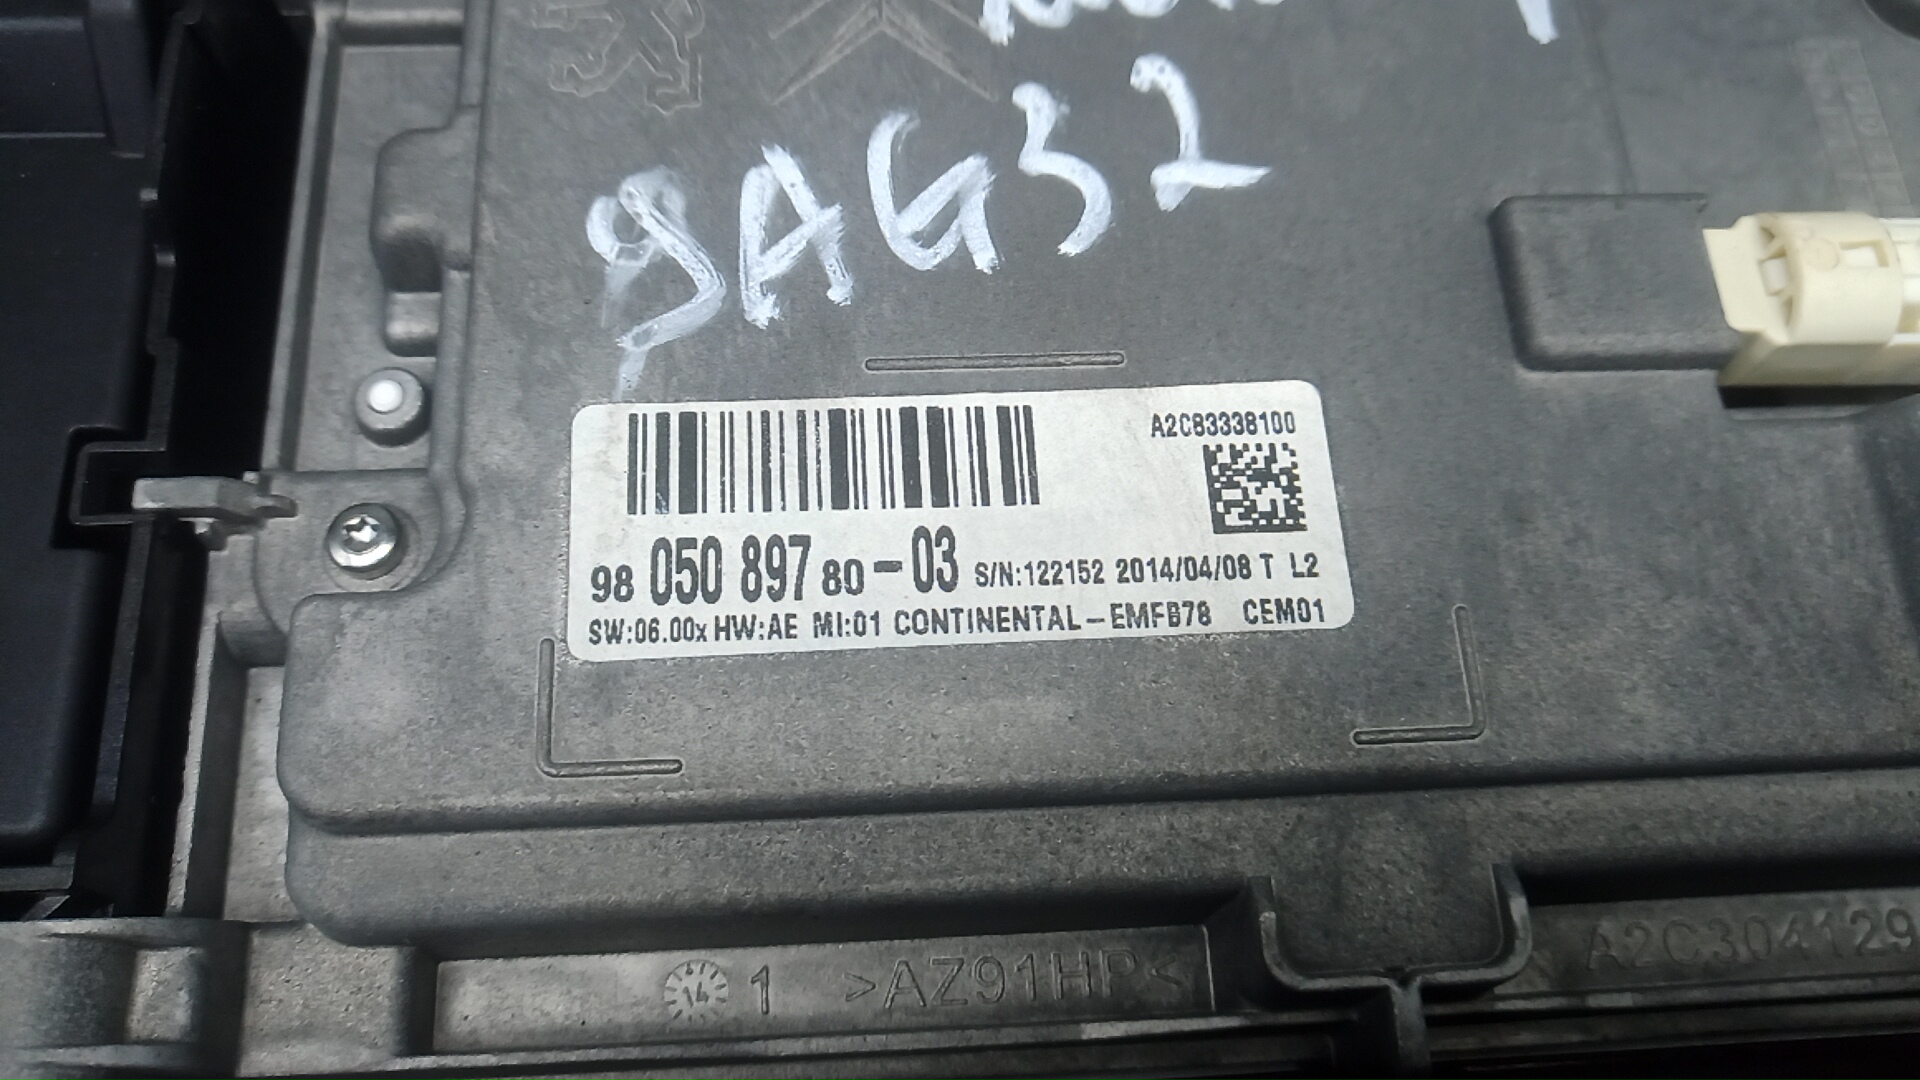 9AG32
A2C83338100
98 050 897 80-03 S/N:122152 2014/04/08 T L2
SW:06.00x HW:AE MI:01 CONTINENTAL-EMFB78 CEM01
14 1 >AZ91HP<
A2C304129